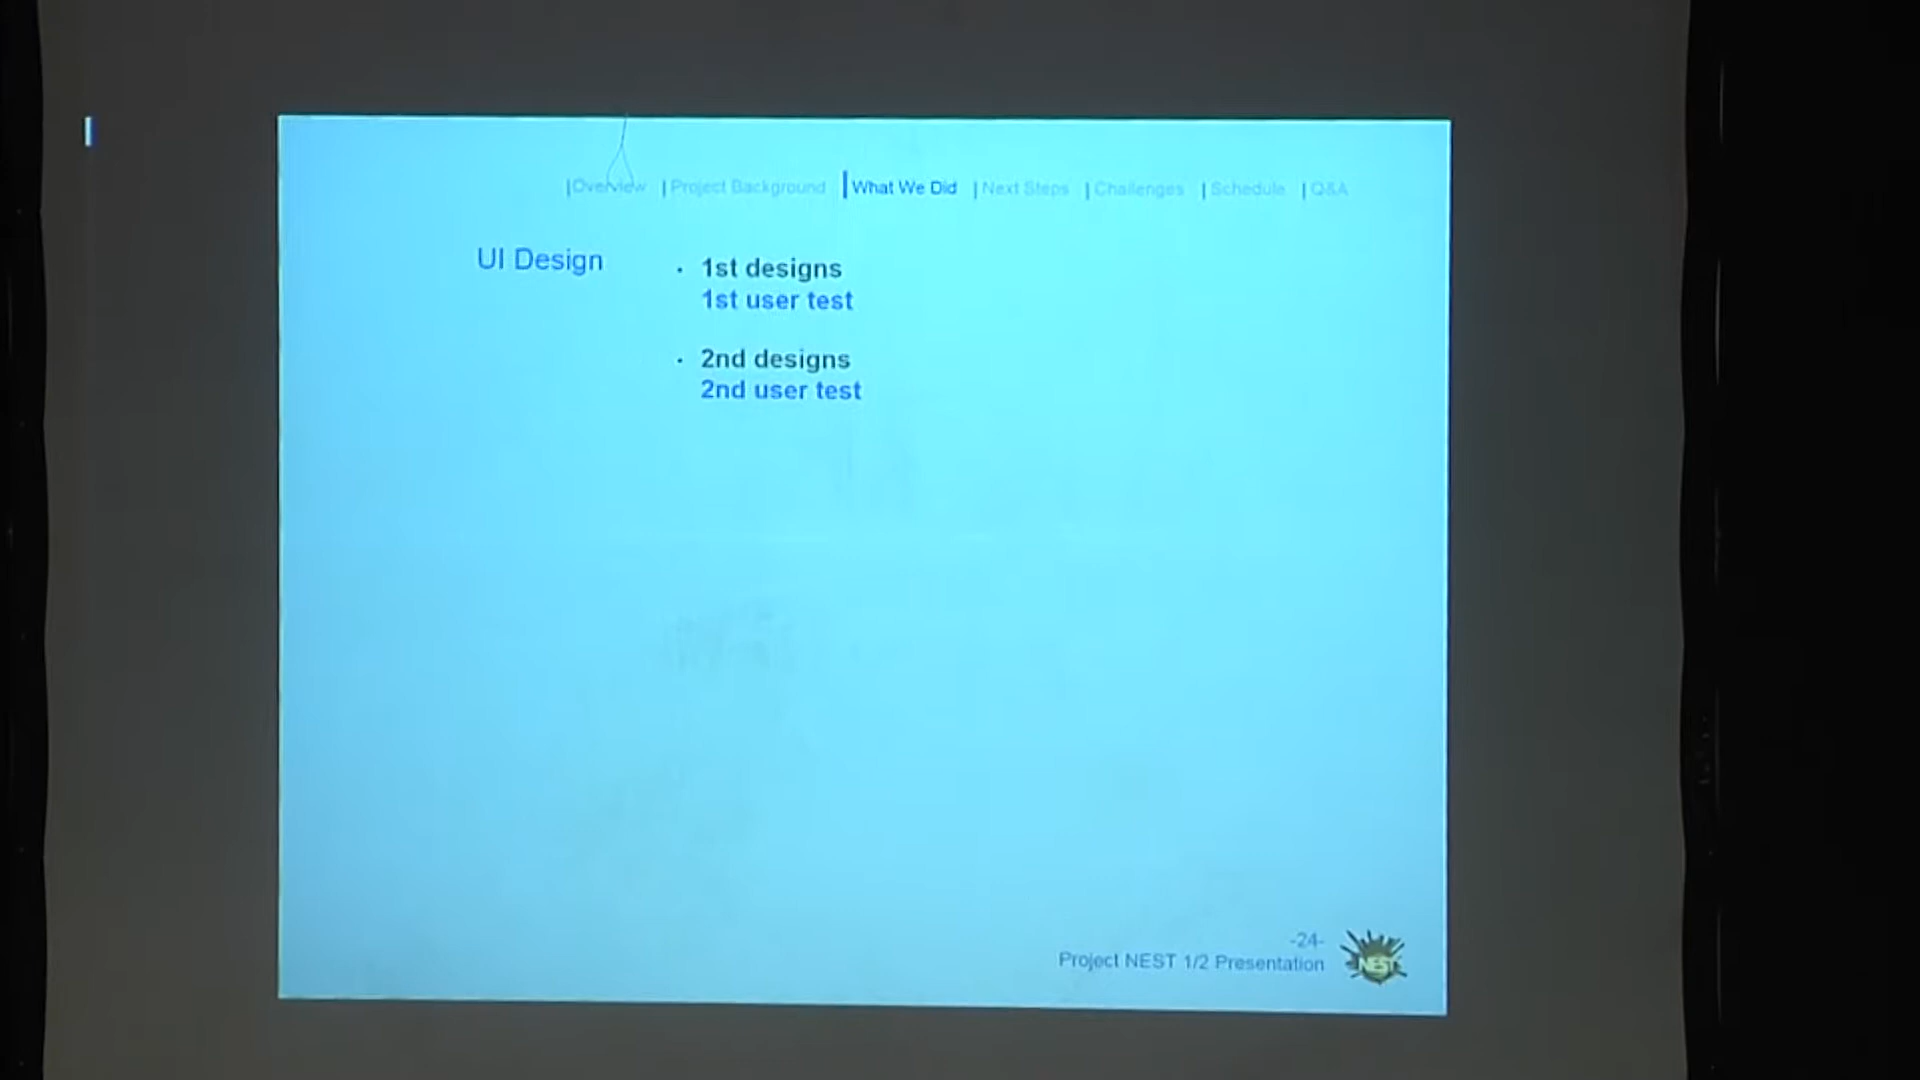 |Overview |Project Background |What We Did |Next Steps |Challenges |Schedule |Q&A
UI Design
· 1st designs
1st user test
· 2nd designs
2nd user test
-24-
Project NEST 1/2 Presentation
NEST